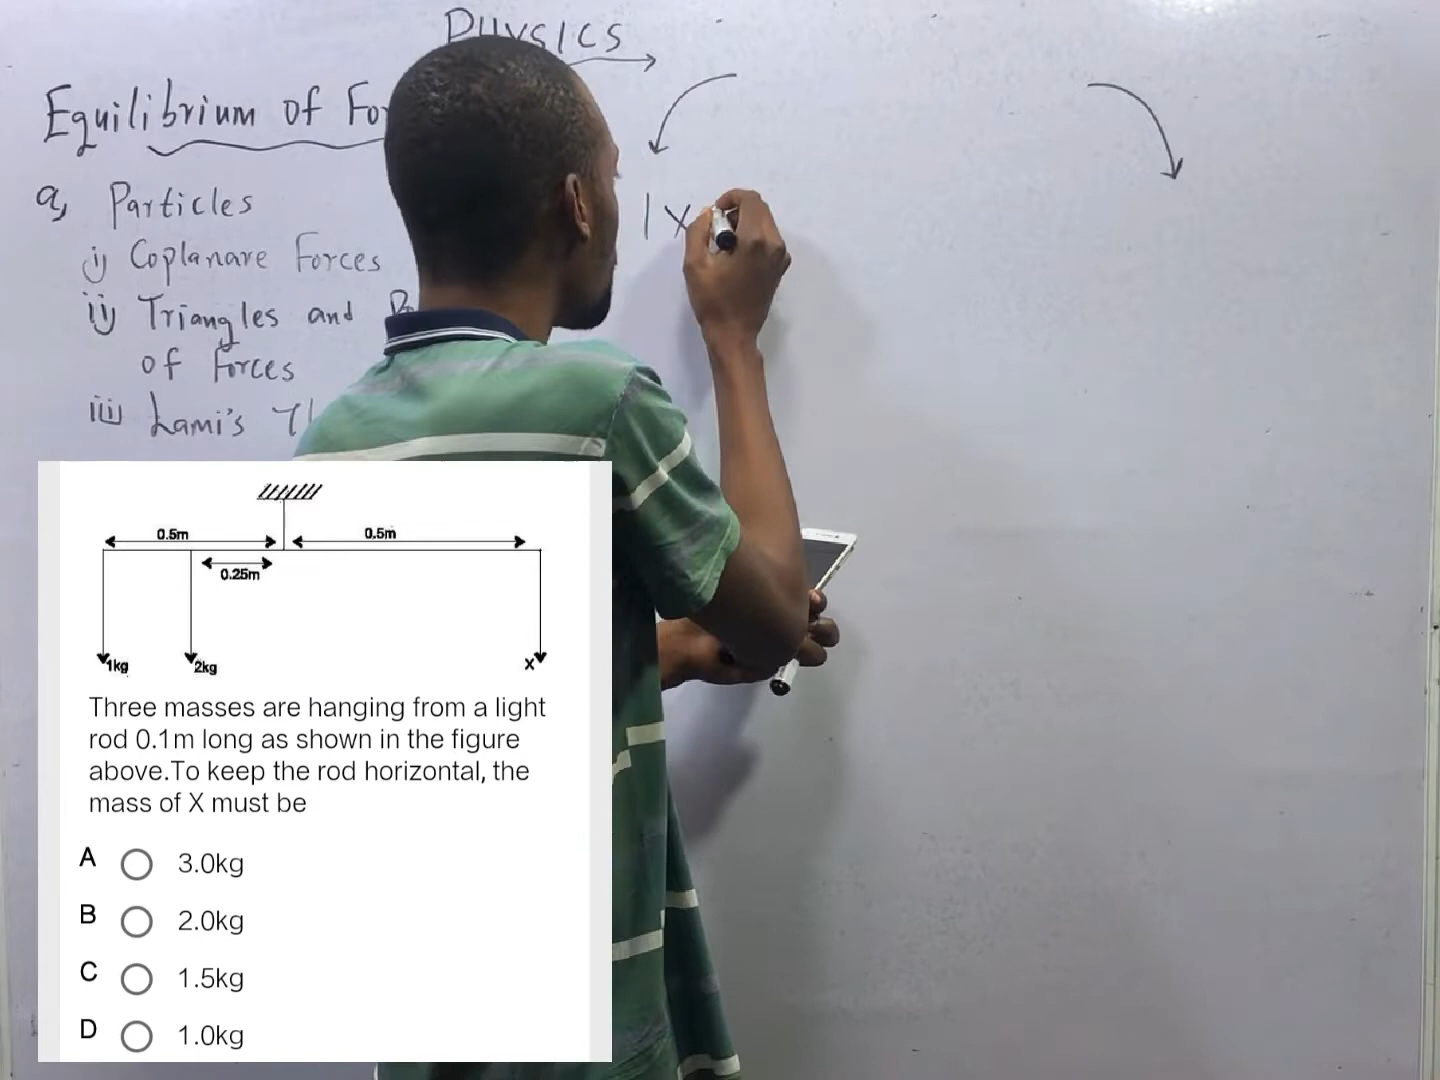 PHYSICS
Equilibrium of Fo
a, Particles
i) Coplanare Forces
ii) Triangles and
of Forces
iii) Lami's
1 x
0.5m
0.5m
0.25m
1kg
2kg
X
Three masses are hanging from a light
rod 0.1m long as shown in the figure
above.To keep the rod horizontal, the
mass of X must be
A 3.0kg
B 2.0kg
C 1.5kg
D 1.0kg